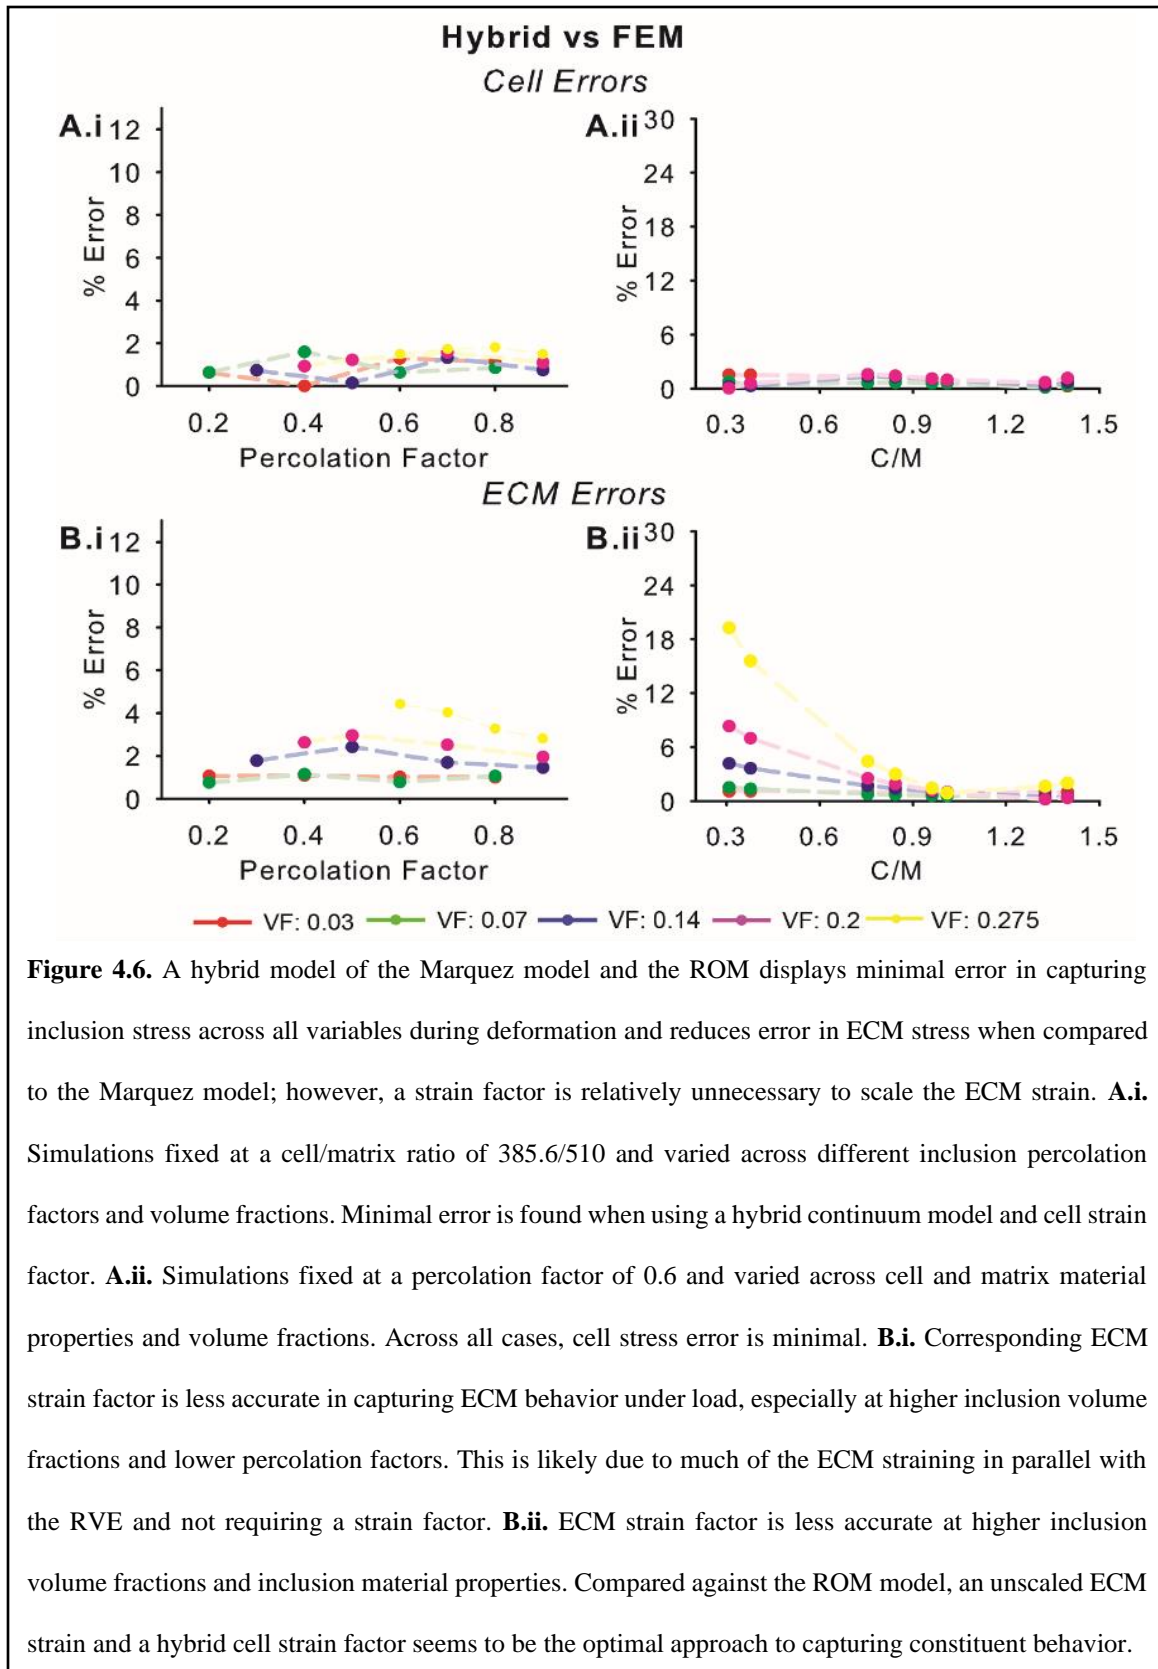 Hybrid vs FEM
Cell Errors
A.i
12
10
8
6
4
2
0
% Error
0.2 0.4 0.6 0.8
Percolation Factor
A.ii
30
24
18
12
6
0
% Error
0.3 0.6 0.9 1.2 1.5
C/M
ECM Errors
B.i
12
10
8
6
4
2
0
% Error
0.2 0.4 0.6 0.8
Percolation Factor
B.ii
30
24
18
12
6
0
% Error
0.3 0.6 0.9 1.2 1.5
C/M
VF: 0.03 VF: 0.07 VF: 0.14 VF: 0.2 VF: 0.275
Figure 4.6. A hybrid model of the Marquez model and the ROM displays minimal error in capturing
inclusion stress across all variables during deformation and reduces error in ECM stress when compared
to the Marquez model; however, a strain factor is relatively unnecessary to scale the ECM strain. A.i.
Simulations fixed at a cell/matrix ratio of 385.6/510 and varied across different inclusion percolation
factors and volume fractions. Minimal error is found when using a hybrid continuum model and cell strain
factor. A.ii. Simulations fixed at a percolation factor of 0.6 and varied across cell and matrix material
properties and volume fractions. Across all cases, cell stress error is minimal. B.i. Corresponding ECM
strain factor is less accurate in capturing ECM behavior under load, especially at higher inclusion volume
fractions and lower percolation factors. This is likely due to much of the ECM straining in parallel with
the RVE and not requiring a strain factor. B.ii. ECM strain factor is less accurate at higher inclusion
volume fractions and inclusion material properties. Compared against the ROM model, an unscaled ECM
strain and a hybrid cell strain factor seems to be the optimal approach to capturing constituent behavior.